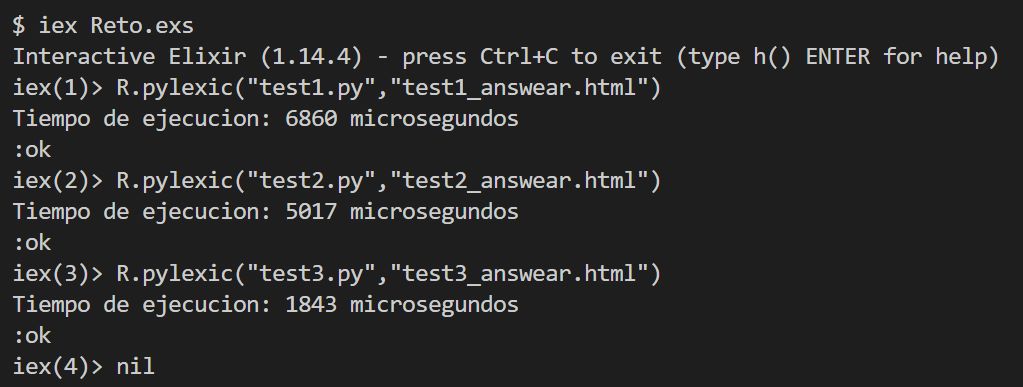 $ iex Reto.exs
Interactive Elixir (1.14.4) - press Ctrl+C to exit (type h() ENTER for help)
iex(1)> R.pylexic("test1.py","test1_answear.html")
Tiempo de ejecucion: 6860 microsegundos
:ok
iex(2)> R.pylexic("test2.py","test2_answear.html")
Tiempo de ejecucion: 5017 microsegundos
:ok
iex(3)> R.pylexic("test3.py","test3_answear.html")
Tiempo de ejecucion: 1843 microsegundos
:ok
iex(4)> nil